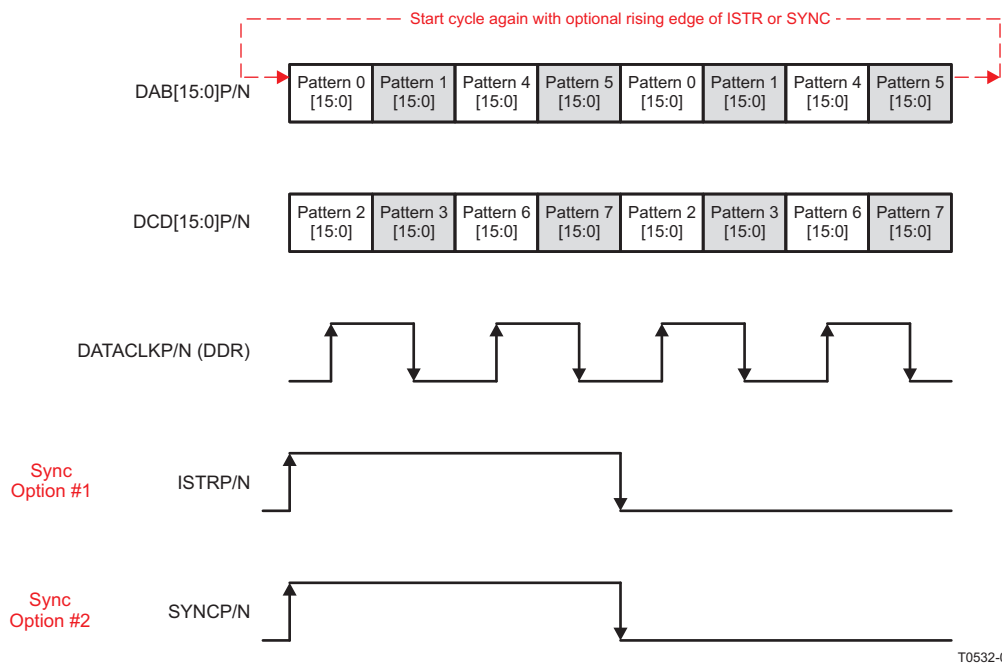 Start cycle again with optional rising edge of ISTR or SYNC
DAB[15:0]P/N
Pattern 0 [15:0]
Pattern 1 [15:0]
Pattern 4 [15:0]
Pattern 5 [15:0]
Pattern 0 [15:0]
Pattern 1 [15:0]
Pattern 4 [15:0]
Pattern 5 [15:0]
DCD[15:0]P/N
Pattern 2 [15:0]
Pattern 3 [15:0]
Pattern 6 [15:0]
Pattern 7 [15:0]
Pattern 2 [15:0]
Pattern 3 [15:0]
Pattern 6 [15:0]
Pattern 7 [15:0]
DATACLKP/N (DDR)
Sync
Option #1
ISTRP/N
Sync
Option #2
SYNCP/N